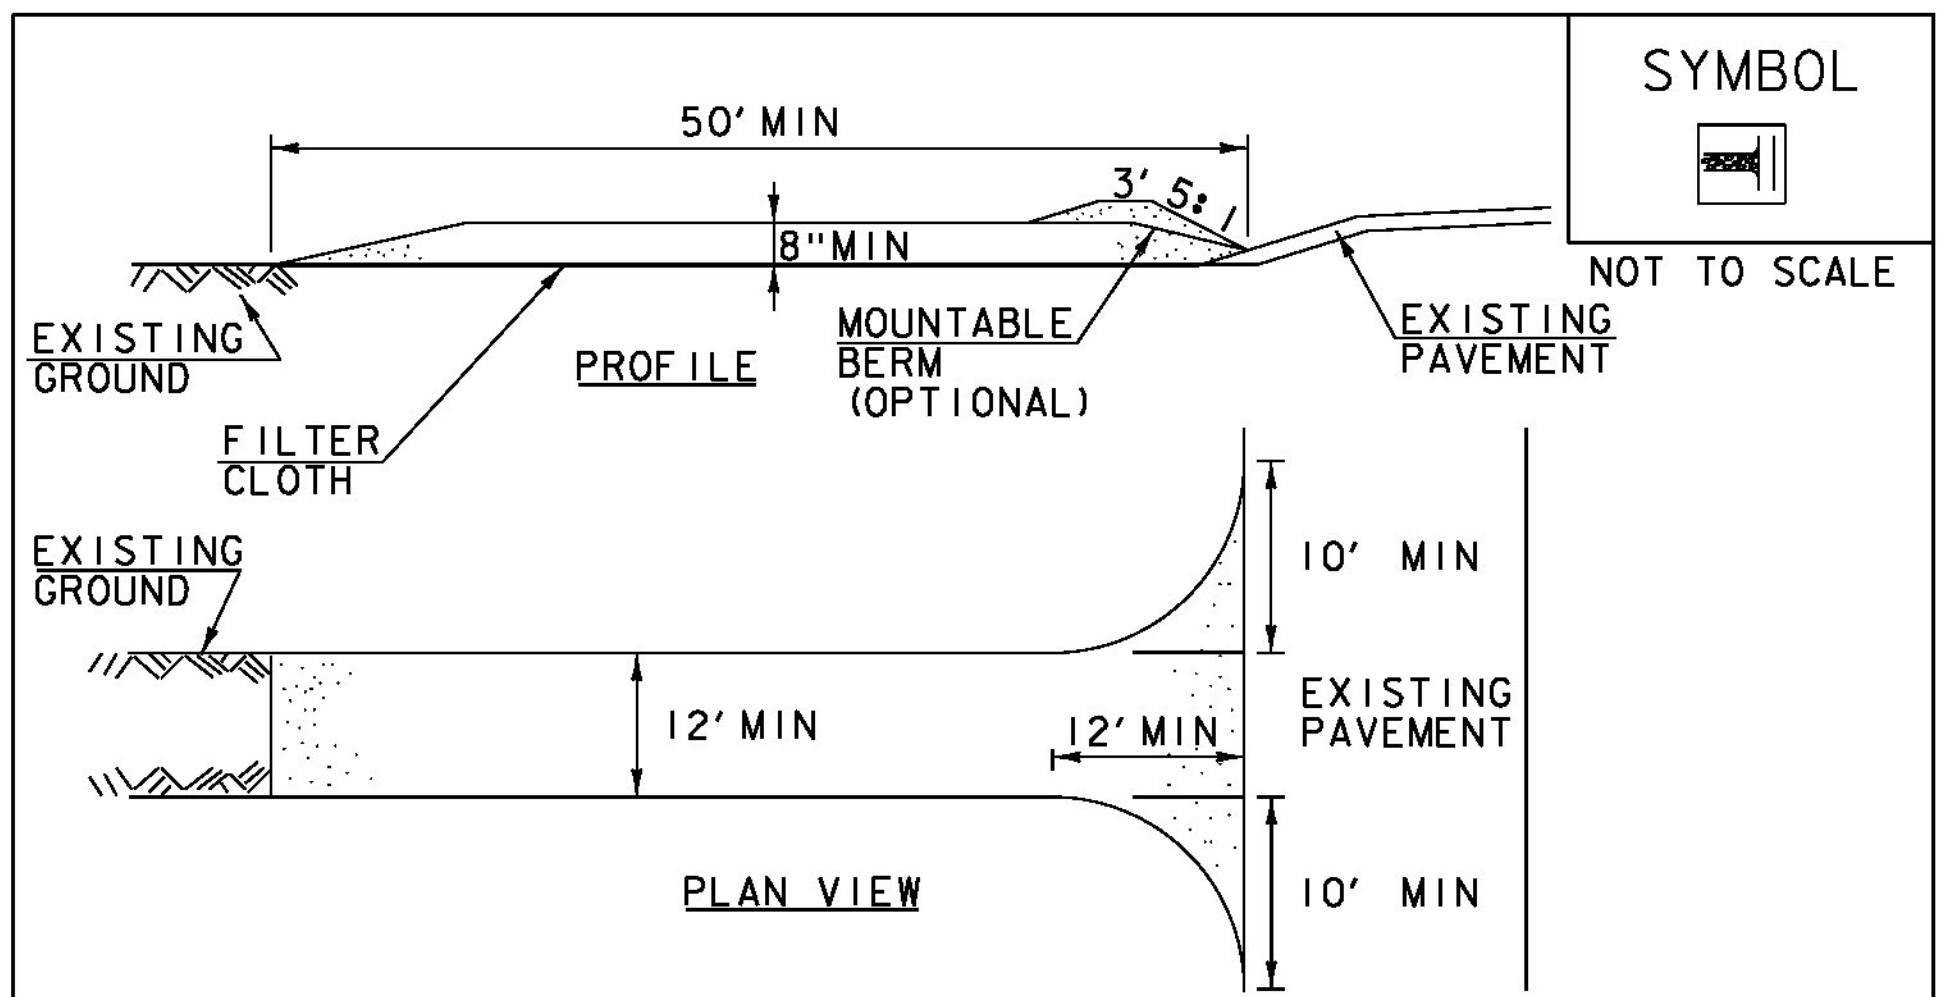 SYMBOL
50' MIN
3' 5:1
8" MIN
NOT TO SCALE
EXISTING
GROUND
PROFILE
MOUNTABLE
BERM
(OPTIONAL)
EXISTING
PAVEMENT
FILTER
CLOTH
EXISTING
GROUND
10' MIN
12' MIN
12' MIN
EXISTING
PAVEMENT
PLAN VIEW
10' MIN